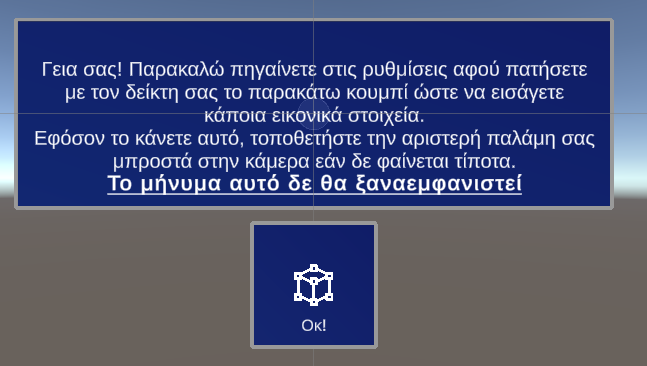 Γεια σας! Παρακαλώ πηγαίνετε στις ρυθμίσεις αφού πατήσετε
με τον δείκτη σας το παρακάτω κουμπί ώστε να εισάγετε
κάποια εικονικά στοιχεία.
Εφόσον το κάνετε αυτό, τοποθετήστε την αριστερή παλάμη σας
μπροστά στην κάμερα εάν δε φαίνεται τίποτα.
Το μήνυμα αυτό δε θα ξαναεμφανιστεί
Οκ!